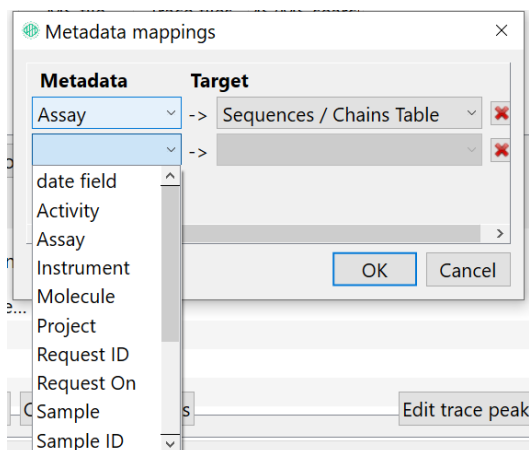 Metadata mappings
Metadata Target
Assay -> Sequences / Chains Table
->
date field
Activity
Assay
Instrument
Molecule
Project
Request ID
Request On
Sample
Sample ID
OK Cancel
Edit trace peak